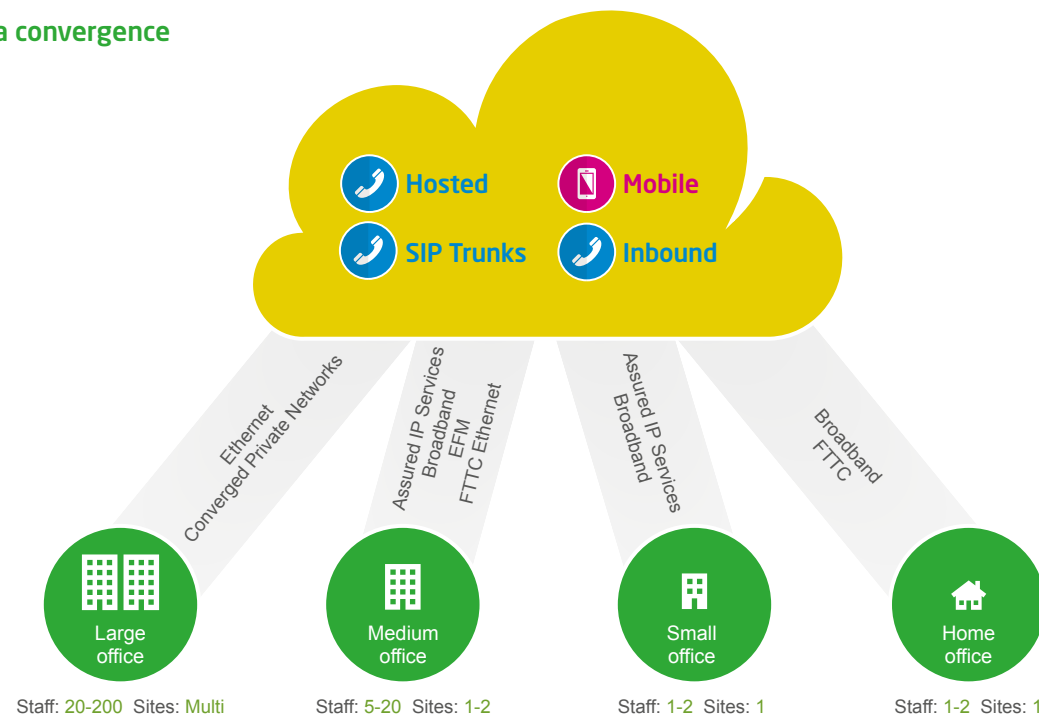 a convergence
Hosted
Mobile
SIP Trunks
Inbound
Ethernet
Converged Private Networks
Assured IP Services
Broadband
EFM
FTTC Ethernet
Assured IP Services
Broadband
Broadband
FTTC
Large
office
Medium
office
Small
office
Home
office
Staff: 20-200 Sites: Multi
Staff: 5-20 Sites: 1-2
Staff: 1-2 Sites: 1
Staff: 1-2 Sites: 1